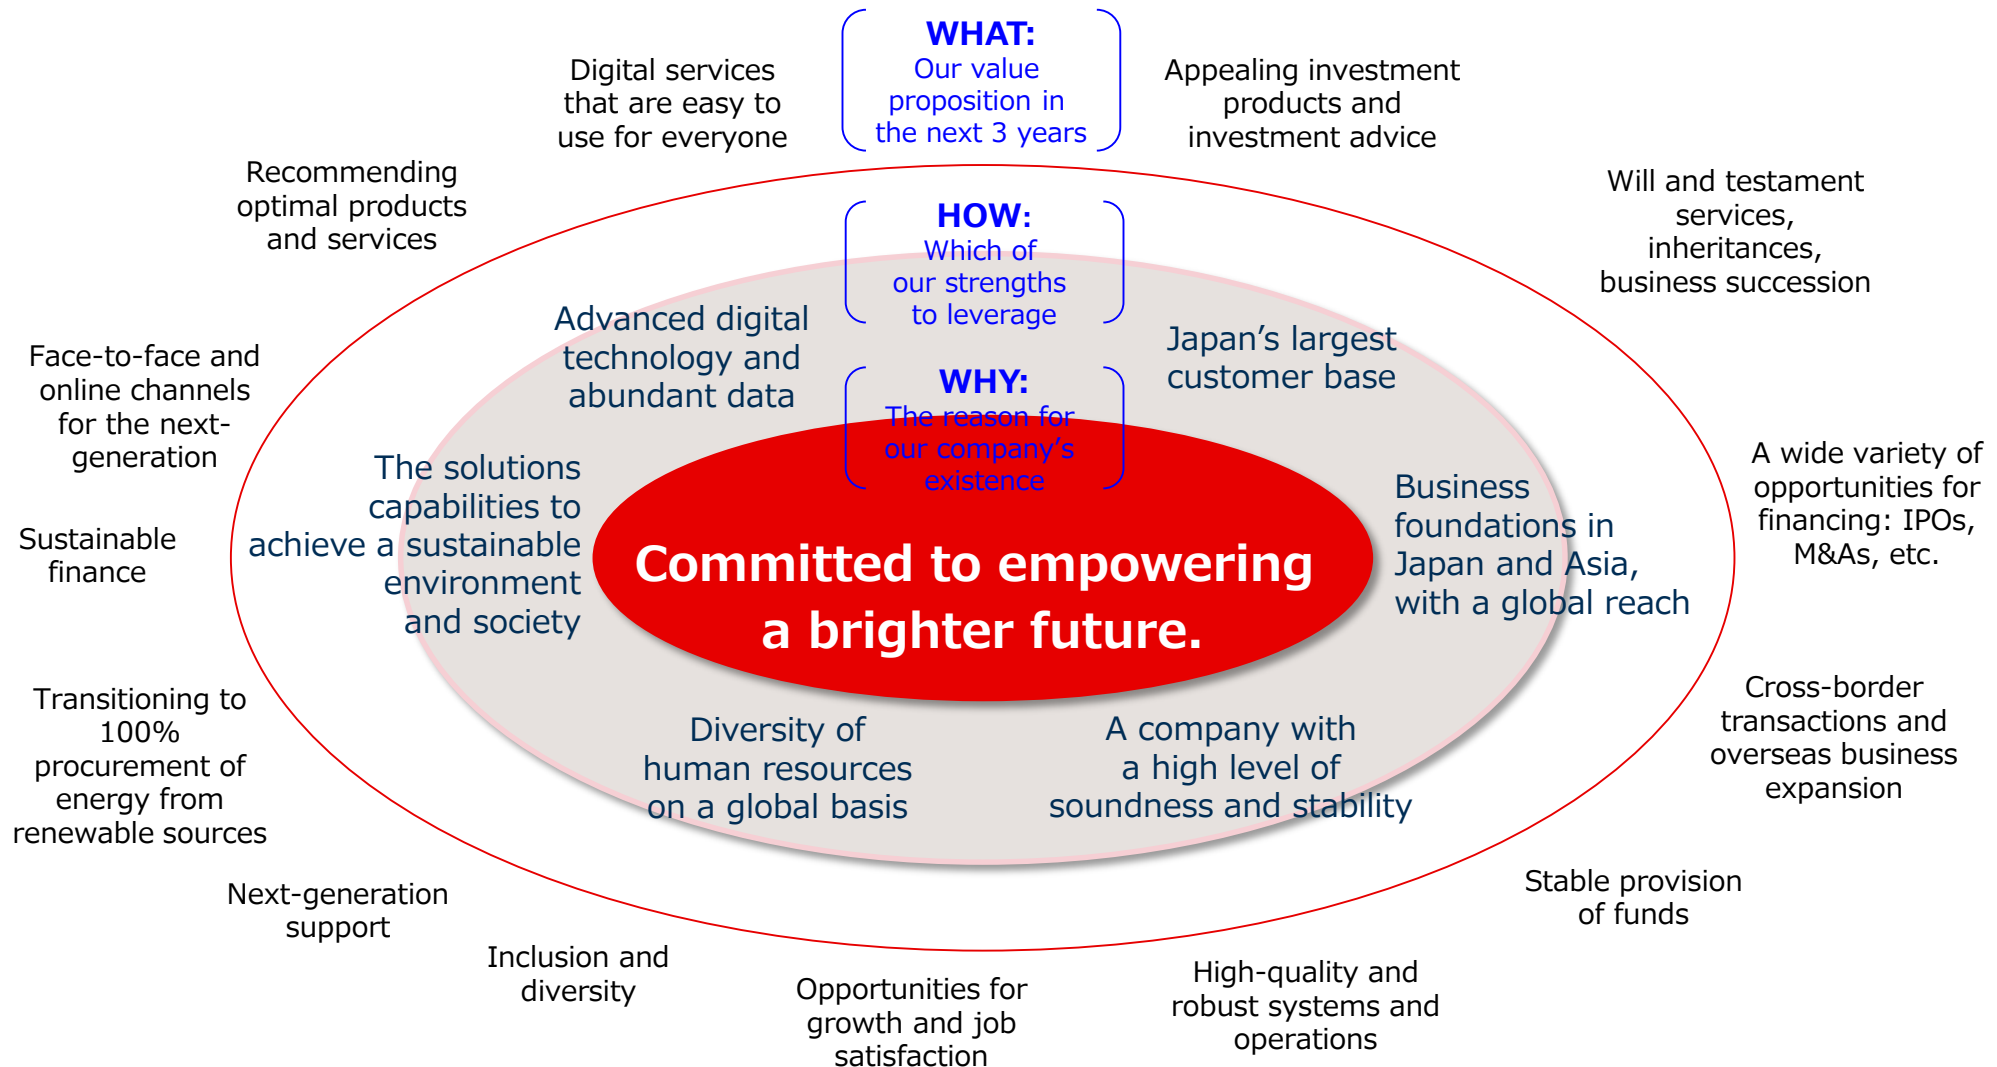 WHAT:
Our value
proposition in
the next 3 years
Digital services
that are easy to
use for everyone
Appealing investment
products and
investment advice
Recommending
optimal products
and services
Will and testament
services,
inheritances,
business succession
Face-to-face and
online channels
for the next-
generation
A wide variety of
opportunities for
financing: IPOs,
M&As, etc.
Sustainable
finance
Cross-border
transactions and
overseas business
expansion
Transitioning to
100%
procurement of
energy from
renewable sources
Stable provision
of funds
Next-generation
support
Inclusion and
diversity
Opportunities for
growth and job
satisfaction
High-quality and
robust systems and
operations
HOW:
Which of
our strengths
to leverage
Advanced digital
technology and
abundant data
Japan’s largest
customer base
The solutions
capabilities to
achieve a sustainable
environment
and society
Business
foundations in
Japan and Asia,
with a global reach
Diversity of
human resources
on a global basis
A company with
a high level of
soundness and stability
WHY:
The reason for
our company’s
existence
Committed to empowering
a brighter future.